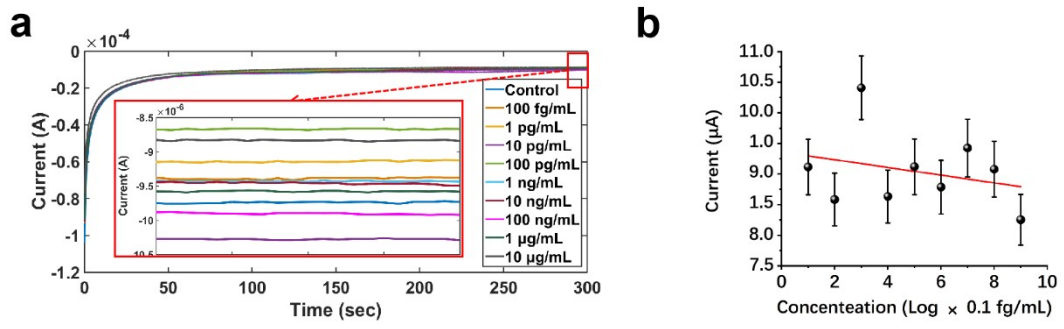 a
× 10⁻⁴
0
-0.2
-0.4
-0.6
-0.8
-1
-1.2
Current (A)
0
50
100
150
200
250
300
Time (sec)
× 10⁻⁶
-8.5
-9
-9.5
-10
-10.5
Current (A)
Control
100 fg/mL
1 pg/mL
10 pg/mL
100 pg/mL
1 ng/mL
10 ng/mL
100 ng/mL
1 µg/mL
10 µg/mL
b
11.0
10.5
10.0
1.0
9.0
1.5
8.0
7.5
Current (µA)
0
2
4
6
8
10
Concenteation (Log × 0.1 fg/mL)